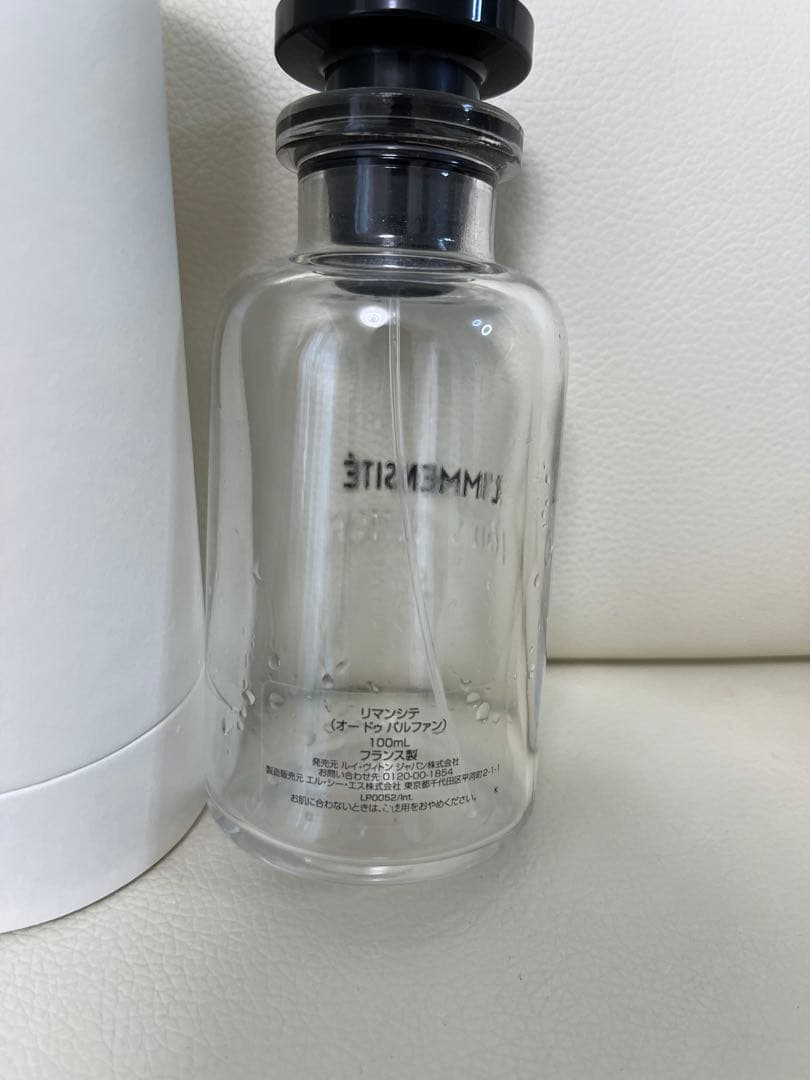 L'IMMENSITÉ
リマンシテ
(オー ドゥ パルファン)
100mL
フランス製
発売元 ルイ・ヴィトン ジャパン株式会社
お問い合わせ先 0120-00-1854
製造販売元 エル・シー・エス株式会社 東京都千代田区平河町2-1-1
LP0052/Int.
K
お肌に合わないときは、ご使用をおやめください。